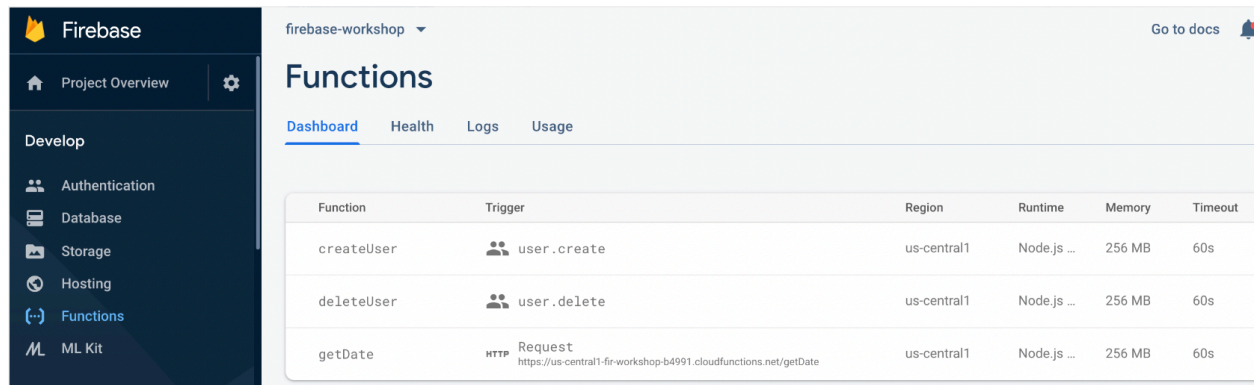 Firebase
Project Overview
Develop
Authentication
Database
Storage
Hosting
Functions
ML Kit
firebase-workshop
Go to docs
Functions
Dashboard Health Logs Usage
Function Trigger Region Runtime Memory Timeout
createUser user.create us-central1 Node.js ... 256 MB 60s
deleteUser user.delete us-central1 Node.js ... 256 MB 60s
getDate HTTP Request us-central1 Node.js ... 256 MB 60s
https://us-central1-fir-workshop-b4991.cloudfunctions.net/getDate